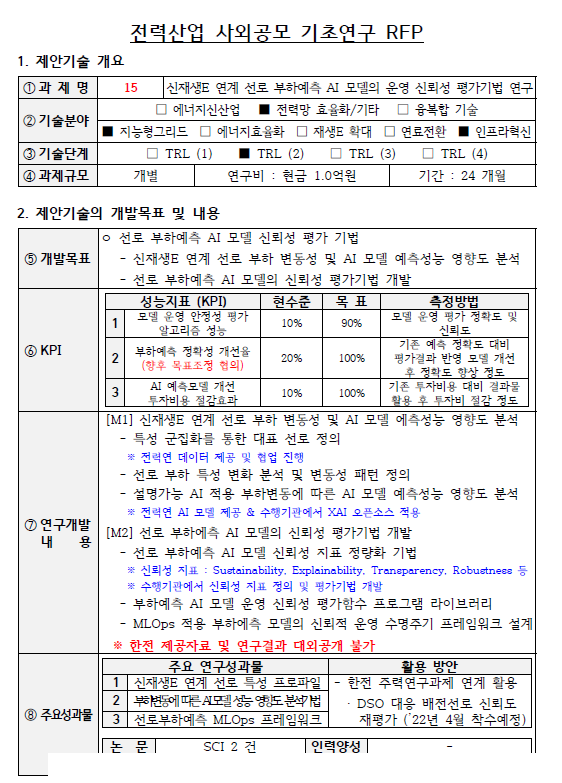 전력산업 사외공모 기초연구 RFP
1. 제안기술 개요
① 과 제 명 15 신재생E 연계 선로 부하예측 AI 모델의 운영 신뢰성 평가기법 연구
② 기술분야 □ 에너지신산업 ■ 전력망 효율화/기타 □ 융복합 기술
■ 지능형그리드 □ 에너지효율화 □ 재생E 확대 □ 연료전환 ■ 인프라혁신
③ 기술단계 □ TRL (1) ■ TRL (2) □ TRL (3) □ TRL (4)
④ 과제규모 개별 연구비 : 현금 1.0억원 기간 : 24 개월
2. 제안기술의 개발목표 및 내용
⑤ 개발목표
ㅇ 선로 부하예측 AI 모델 신뢰성 평가 기법
- 신재생E 연계 선로 부하 변동성 및 AI 모델 예측성능 영향도 분석
- 선로 부하예측 AI 모델의 신뢰성 평가기법 개발
⑥ KPI
성능지표 (KPI) 현수준 목 표 측정방법
1 모델 운영 안정성 평가 알고리즘 성능 10% 90% 모델 운영 평가 정확도 및 신뢰도
2 부하예측 정확성 개선율 (향후 목표조정 협의) 20% 100% 기존 예측 정확도 대비 평가결과 반영 모델 개선 후 정확도 향상 정도
3 AI 예측모델 개선 투자비용 절감효과 10% 100% 기존 투자비용 대비 결과물 활용 후 투자비 절감 정도
⑦ 연구개발 내 용
[M1] 신재생E 연계 선로 부하 변동성 및 AI 모델 에측성능 영향도 분석
- 특성 군집화를 통한 대표 선로 정의
※ 전력연 데이터 제공 및 협업 진행
- 선로 부하 특성 변화 분석 및 변동성 패턴 정의
- 설명가능 AI 적용 부하변동에 따른 AI 모델 예측성능 영향도 분석
※ 전력연 AI 모델 제공 & 수행기관에서 XAI 오픈소스 적용
[M2] 선로 부하에측 AI 모델의 신뢰성 평가기법 개발
- 선로 부하예측 AI 모델 신뢰성 지표 정량화 기법
※ 신뢰성 지표 : Sustainability, Explainability, Transparency, Robustness 등
※ 수행기관에서 신뢰성 지표 정의 및 평가기법 개발
- 부하예측 AI 모델 운영 신뢰성 평가함수 프로그램 라이브러리
- MLOps 적용 부하예측 모델의 신뢰적 운영 수명주기 프레임워크 설계
※ 한전 제공자료 및 연구결과 대외공개 불가
⑧ 주요성과물
주요 연구성과물 활용 방안
1 신재생E 연계 선로 특성 프로파일
2 부하변동에따른 AI모델 성능 영향도 분석기법
3 선로부하예측 MLOps 프레임워크
- 한전 주력연구과제 연계 활용
· DSO 대응 배전선로 신선도
재평가 ('22년 4월 착수예정)
논 문 SCI 2 건 인력양성 -